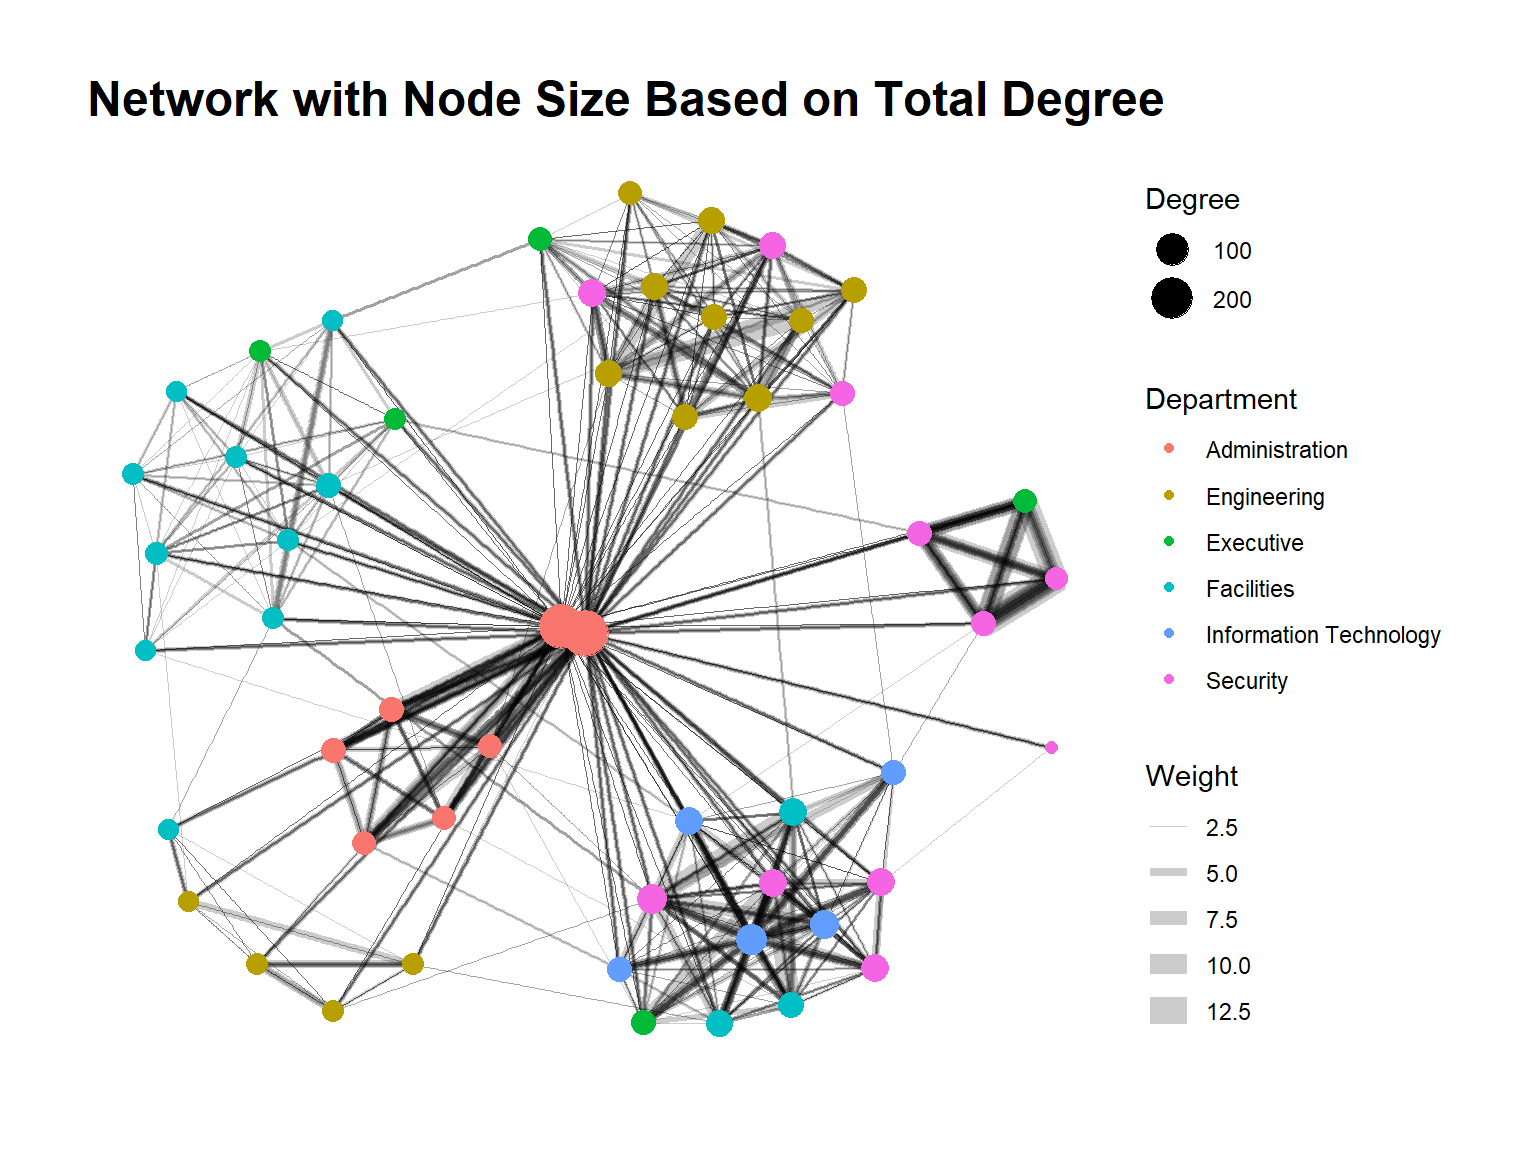 Network with Node Size Based on Total Degree
Degree
100
200
Department
Administration
Engineering
Executive
Facilities
Information Technology
Security
Weight
2.5
5.0
7.5
10.0
12.5